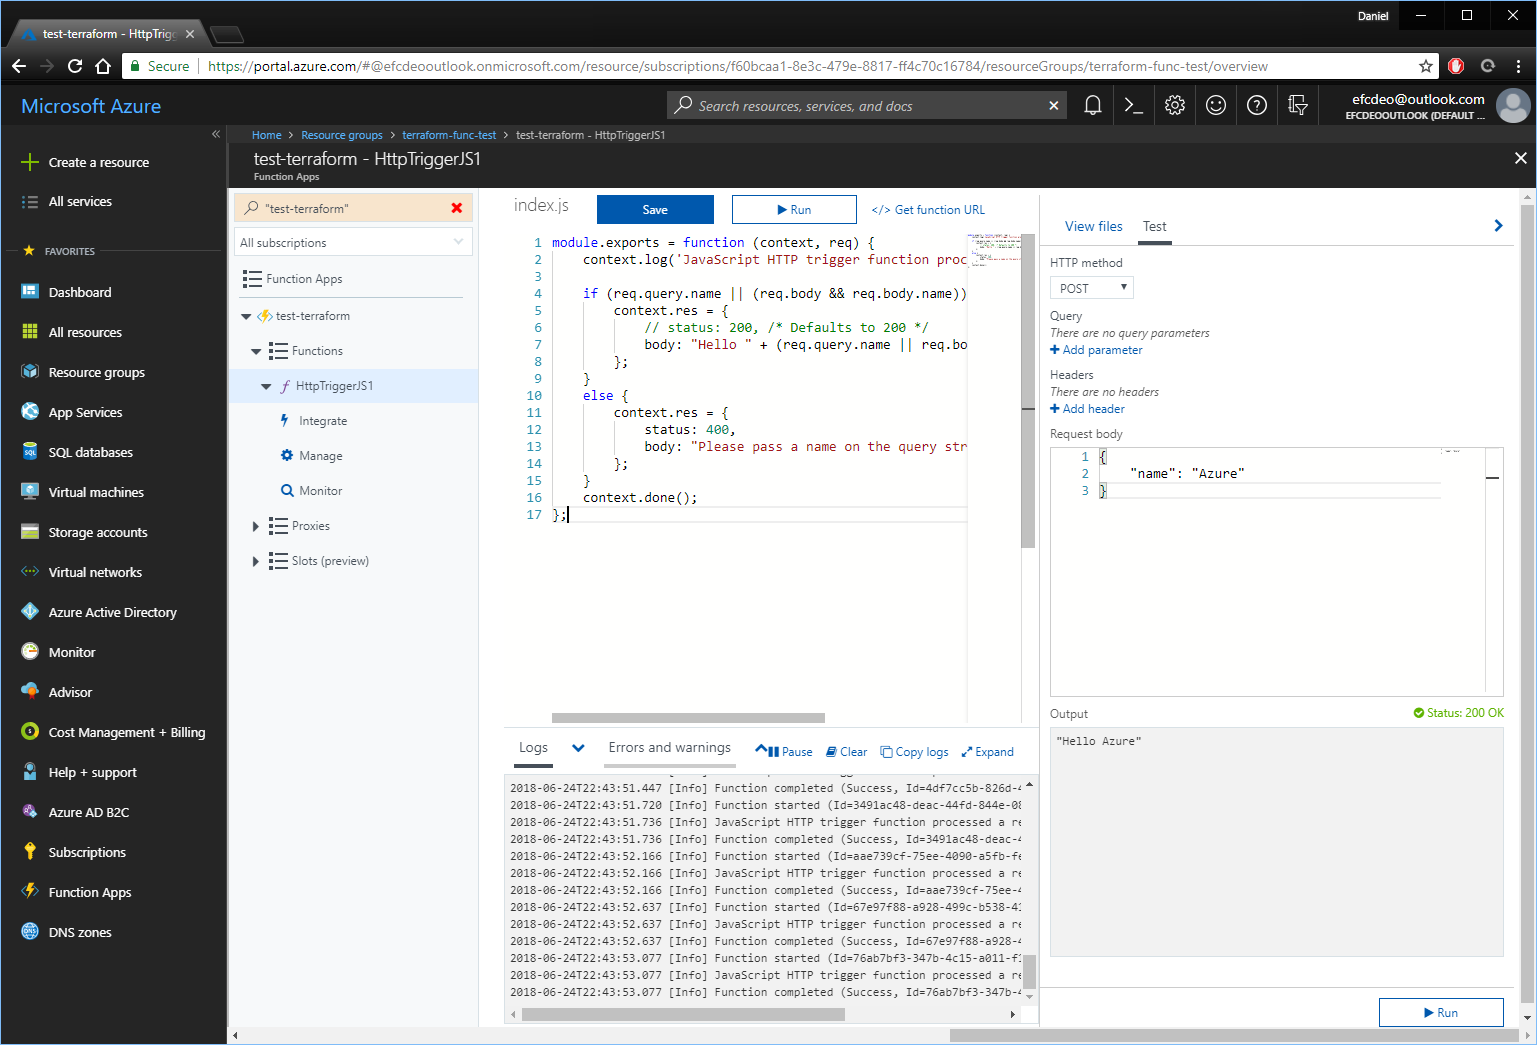 Daniel
test-terraform - HttpTrigg
Secure
https://portal.azure.com/#@efcdeooutlook.onmicrosoft.com/resource/subscriptions/f60bcaa1-8e3c-479e-8817-ff4c70c16784/resourceGroups/terraform-func-test/overview
Microsoft Azure
Search resources, services, and docs
efcdeo@outlook.com
EFCDEOOUTLOOK (DEFAULT ...
Home > Resource groups > terraform-func-test > test-terraform - HttpTriggerJS1
test-terraform - HttpTriggerJS1
Function Apps
Create a resource
All services
FAVORITES
Dashboard
All resources
Resource groups
App Services
SQL databases
Virtual machines
Storage accounts
Virtual networks
Azure Active Directory
Monitor
Advisor
Cost Management + Billing
Help + support
Azure AD B2C
Subscriptions
Function Apps
DNS zones
"test-terraform"
All subscriptions
Function Apps
test-terraform
Functions
HttpTriggerJS1
Integrate
Manage
Monitor
Proxies
Slots (preview)
index.js
Save
Run
</> Get function URL
1 module.exports = function (context, req) {
2 context.log('JavaScript HTTP trigger function proc
3
4 if (req.query.name || (req.body && req.body.name))
5 context.res = {
6 // status: 200, /* Defaults to 200 */
7 body: "Hello " + (req.query.name || req.bo
8 };
9 }
10 else {
11 context.res = {
12 status: 400,
13 body: "Please pass a name on the query str
14 };
15 }
16 context.done();
17 };
Logs
Errors and warnings
Pause
Clear
Copy logs
Expand
2018-06-24T22:43:51.447 [Info] Function completed (Success, Id=4df7cc5b-826d-4
2018-06-24T22:43:51.720 [Info] Function started (Id=3491ac48-deac-44fd-844e-08
2018-06-24T22:43:51.736 [Info] JavaScript HTTP trigger function processed a re
2018-06-24T22:43:51.736 [Info] Function completed (Success, Id=3491ac48-deac-4
2018-06-24T22:43:52.166 [Info] Function started (Id=aae739cf-75ee-4090-a5fb-fe
2018-06-24T22:43:52.166 [Info] JavaScript HTTP trigger function processed a re
2018-06-24T22:43:52.166 [Info] Function completed (Success, Id=aae739cf-75ee-4
2018-06-24T22:43:52.637 [Info] Function started (Id=67e97f88-a928-499c-b538-41
2018-06-24T22:43:52.637 [Info] JavaScript HTTP trigger function processed a re
2018-06-24T22:43:52.637 [Info] Function completed (Success, Id=67e97f88-a928-4
2018-06-24T22:43:53.077 [Info] Function started (Id=76ab7bf3-347b-4c15-a011-f1
2018-06-24T22:43:53.077 [Info] JavaScript HTTP trigger function processed a re
2018-06-24T22:43:53.077 [Info] Function completed (Success, Id=76ab7bf3-347b-4
View files
Test
HTTP method
POST
Query
There are no query parameters
Add parameter
Headers
There are no headers
Add header
Request body
1 {
2 "name": "Azure"
3 }
Output
Status: 200 OK
"Hello Azure"
Run